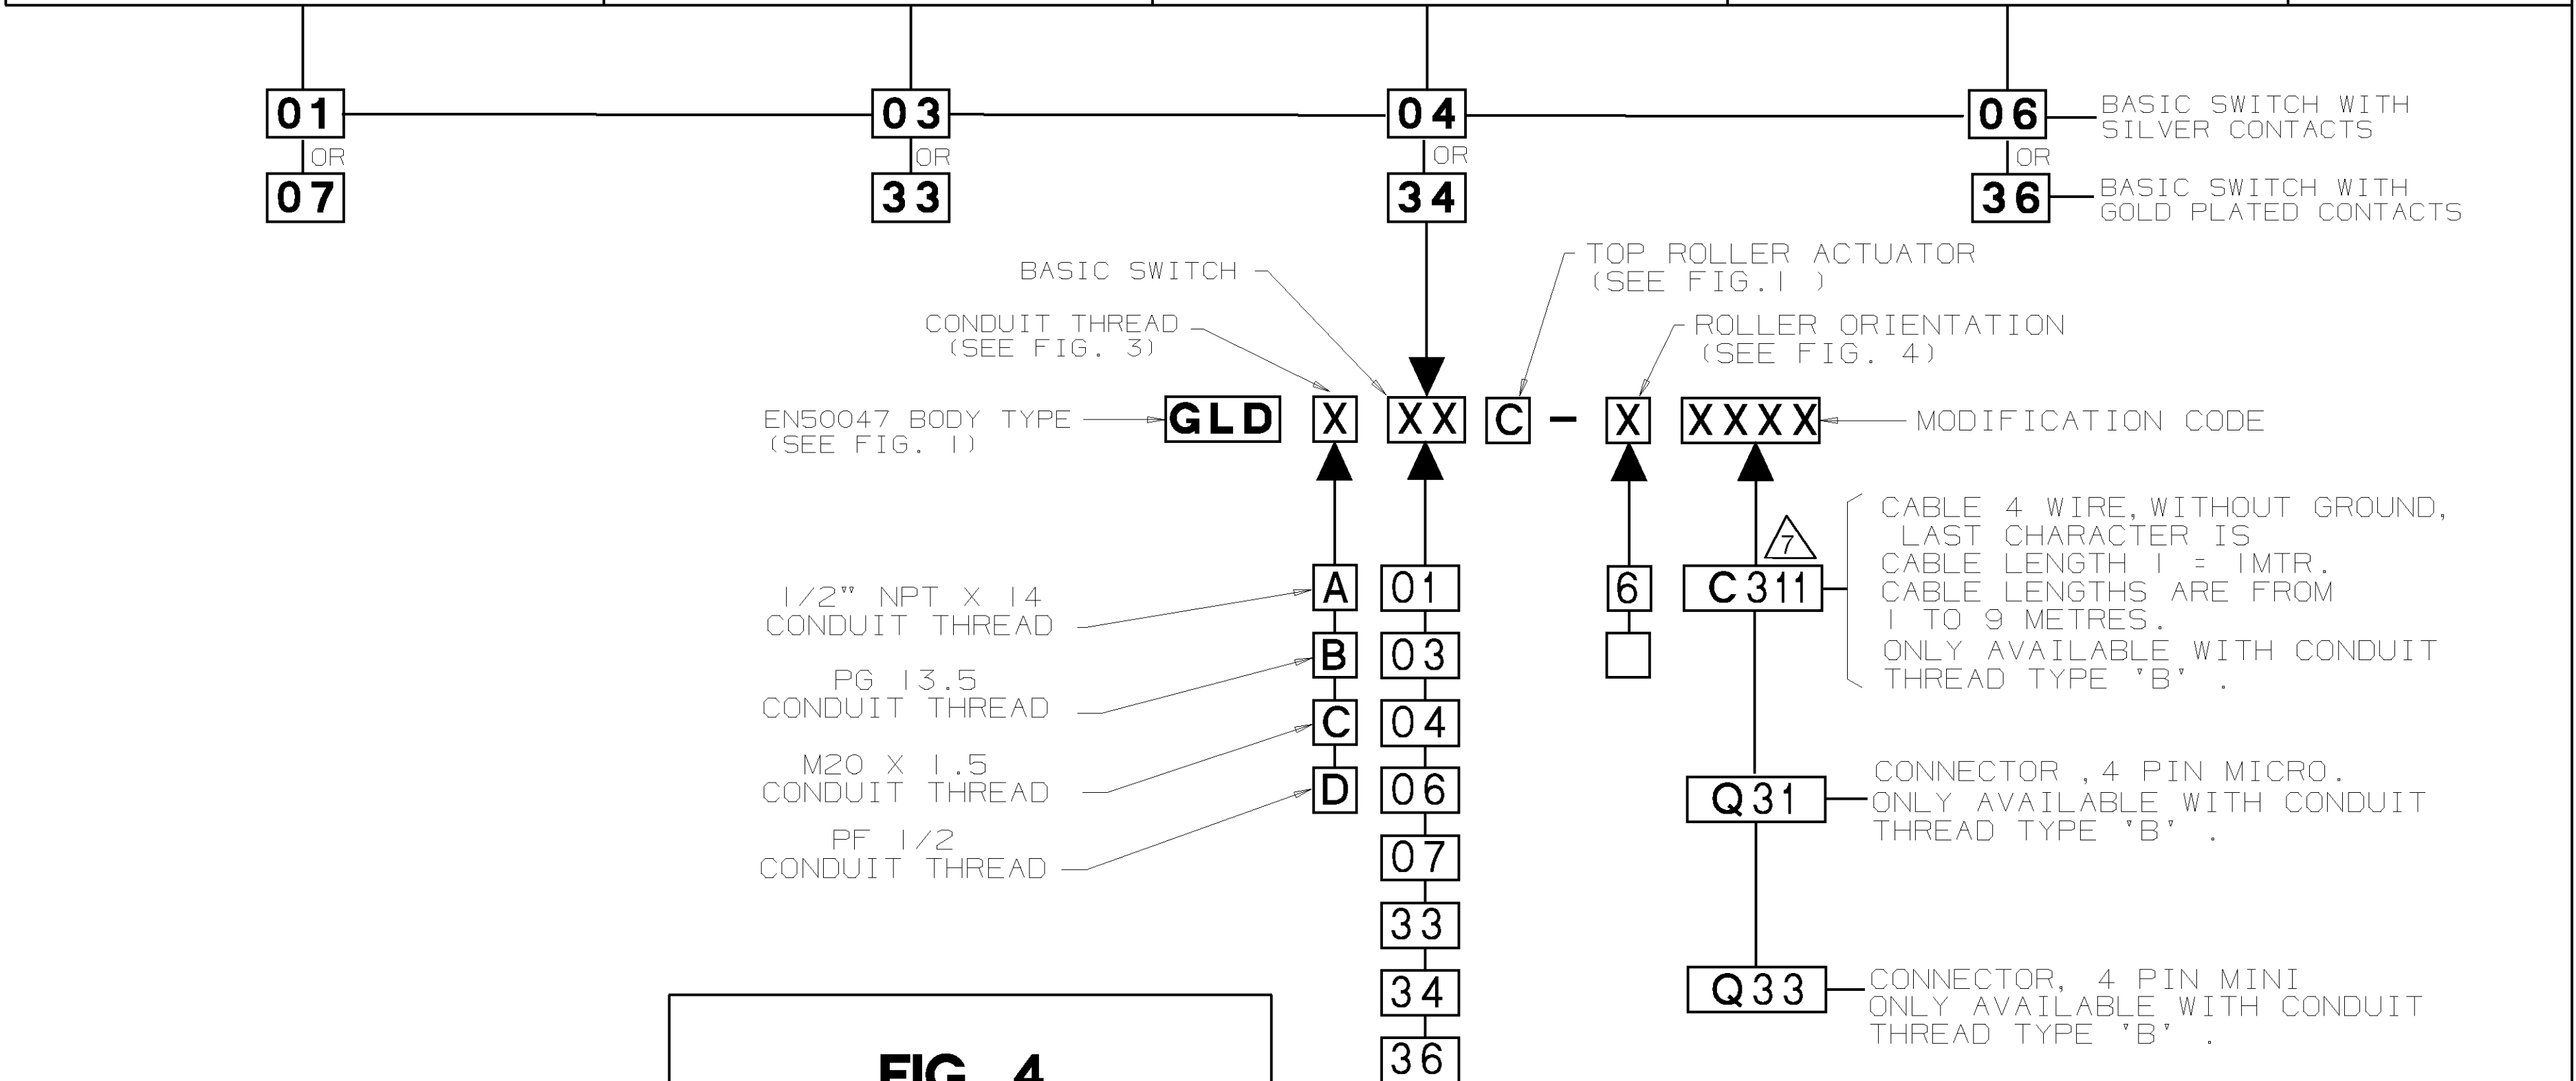 01
03
04
06
BASIC SWITCH WITH
SILVER CONTACTS
OR
OR
OR
OR
07
33
34
36
BASIC SWITCH WITH
GOLD PLATED CONTACTS
BASIC SWITCH
TOP ROLLER ACTUATOR
(SEE FIG.1 )
CONDUIT THREAD
(SEE FIG. 3)
ROLLER ORIENTATION
(SEE FIG. 4)
EN50047 BODY TYPE
(SEE FIG. 1)
GLD X XX C - X XXXX
MODIFICATION CODE
1/2" NPT X 14
CONDUIT THREAD
PG 13.5
CONDUIT THREAD
M20 X 1.5
CONDUIT THREAD
PF 1/2
CONDUIT THREAD
A
B
C
D
01
03
04
06
07
33
34
36
6
7
C311
CABLE 4 WIRE, WITHOUT GROUND,
LAST CHARACTER IS
CABLE LENGTH 1 = 1MTR.
CABLE LENGTHS ARE FROM
1 TO 9 METRES.
ONLY AVAILABLE WITH CONDUIT
THREAD TYPE 'B' .
Q31
CONNECTOR , 4 PIN MICRO.
ONLY AVAILABLE WITH CONDUIT
THREAD TYPE 'B' .
Q33
CONNECTOR, 4 PIN MINI
ONLY AVAILABLE WITH CONDUIT
THREAD TYPE 'B' .
FIG. 4